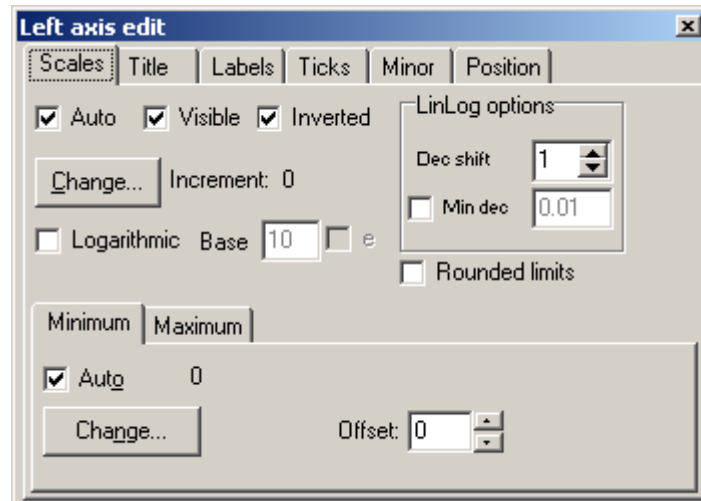 Left axis edit
Scales Title Labels Ticks Minor Position
Auto Visible Inverted
LinLog options
Dec shift 1
Change... Increment: 0
Min dec 0.01
Logarithmic Base 10 e
Rounded limits
Minimum Maximum
Auto 0
Change... Offset: 0